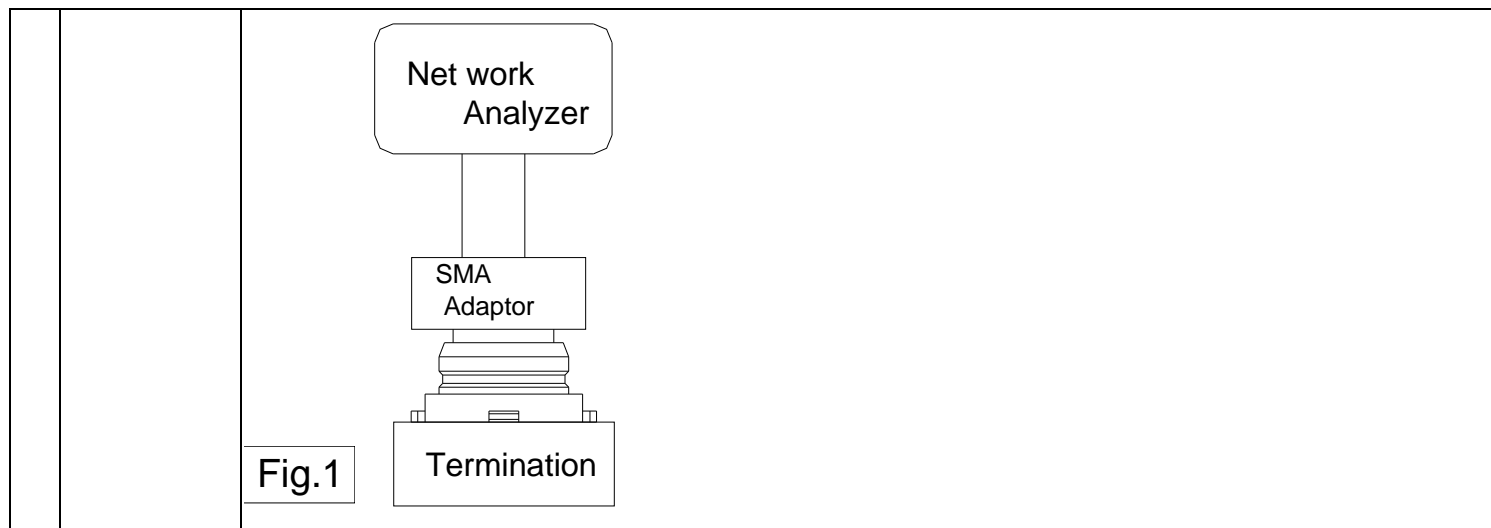 Net work
Analyzer
SMA
Adaptor
Fig.1
Termination